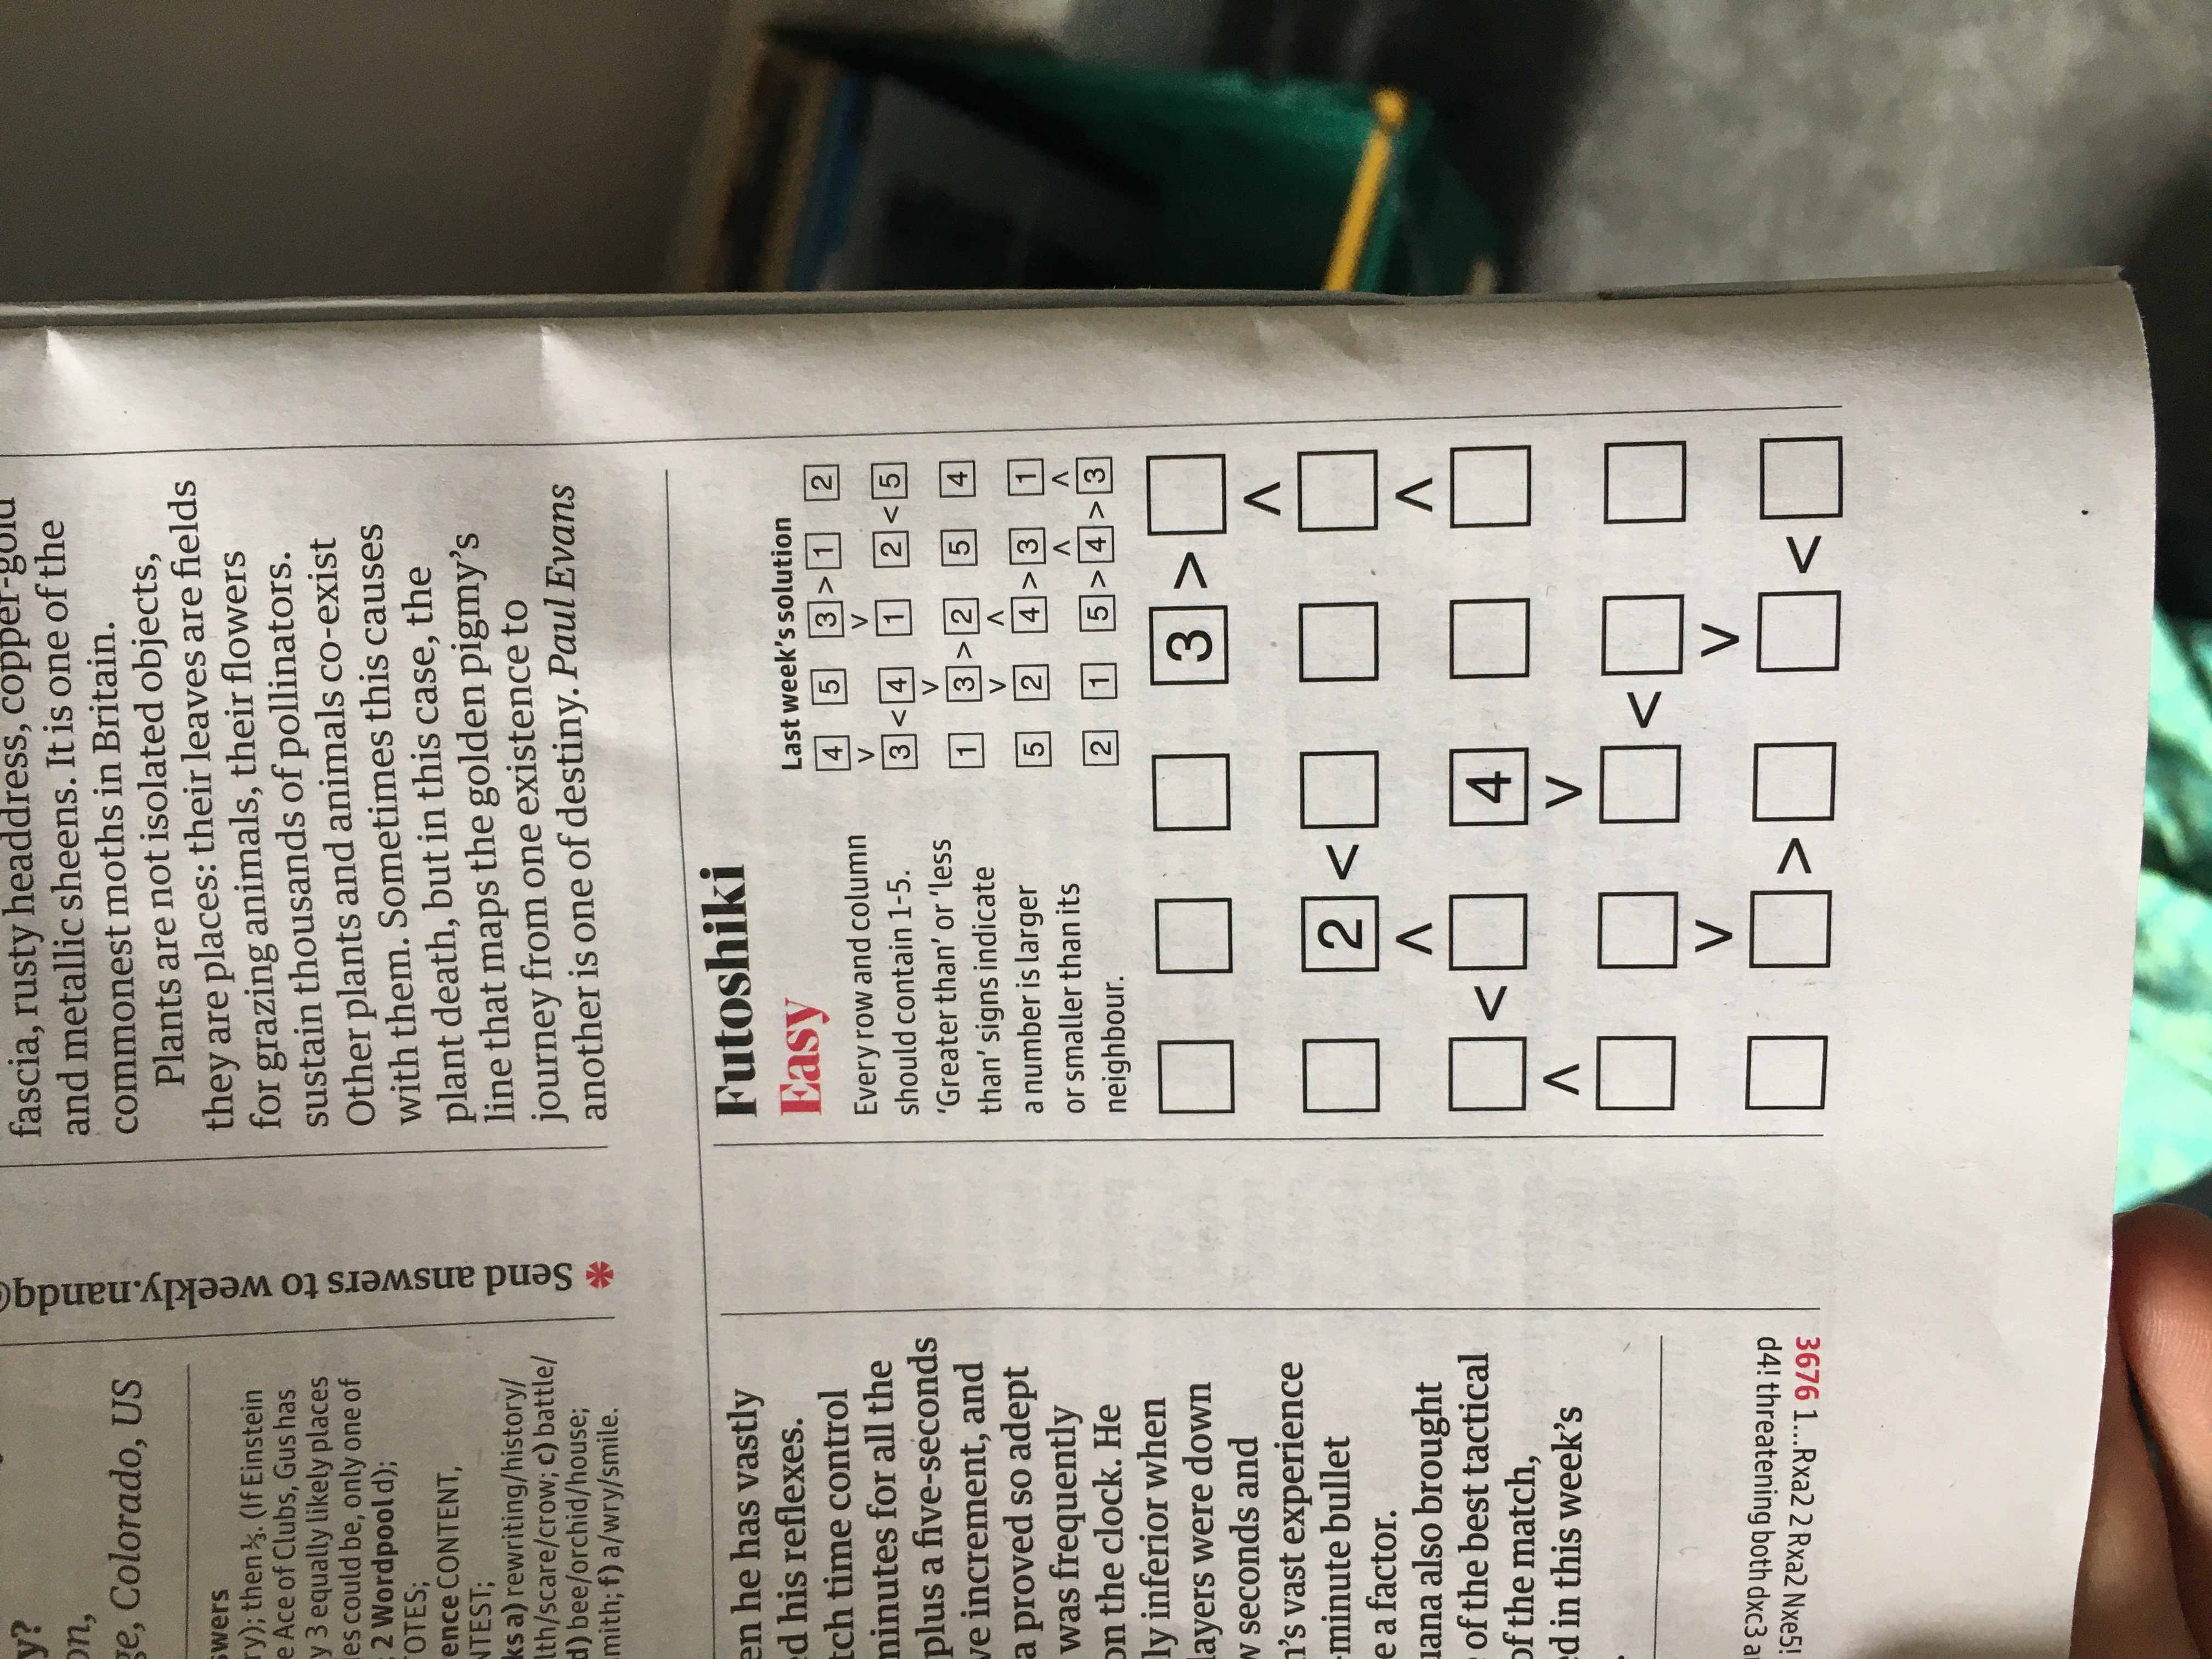 y?
on,
ge, Colorado, US
swers
ry); then ⅓. (If Einstein
e Ace of Clubs, Gus has
y 3 equally likely places
les could be, only one of
; 2 Wordpool d);
OTES;
ence CONTENT,
NTEST;
ks a) rewriting/history/
lth/scare/crow; c) battle/
d) bee/orchid/house;
mith; f) a/wry/smile.
* Send answers to weekly.nandq@
fascia, rusty headdress, copper-gold
and metallic sheens. It is one of the
commonest moths in Britain.
Plants are not isolated objects,
they are places: their leaves are fields
for grazing animals, their flowers
sustain thousands of pollinators.
Other plants and animals co-exist
with them. Sometimes this causes
plant death, but in this case, the
line that maps the golden pigmy's
journey from one existence to
another is one of destiny. Paul Evans
en he has vastly
ed his reflexes.
tch time control
minutes for all the
plus a five-seconds
ve increment, and
a proved so adept
was frequently
on the clock. He
ly inferior when
layers were down
w seconds and
n's vast experience
-minute bullet
e a factor.
uana also brought
of the best tactical
of the match,
ed in this week's
.
3676 1...Rxa2 2 Rxa2 Nxe5!
d4! threatening both dxc3 a
Futoshiki
Easy
Every row and column
should contain 1-5.
'Greater than' or 'less
than' signs indicate
a number is larger
or smaller than its
neighbour.
Last week's solution
4 5 3 > 1 2
v v
3 < 4 1 2 < 5
v
1 3 > 2 5 4
v ʌ
5 2 4 > 3 1
ʌ ʌ
2 1 5 > 4 > 3
3 >
ʌ
2 <
ʌ ʌ
< 4
ʌ v
<
v v
> <